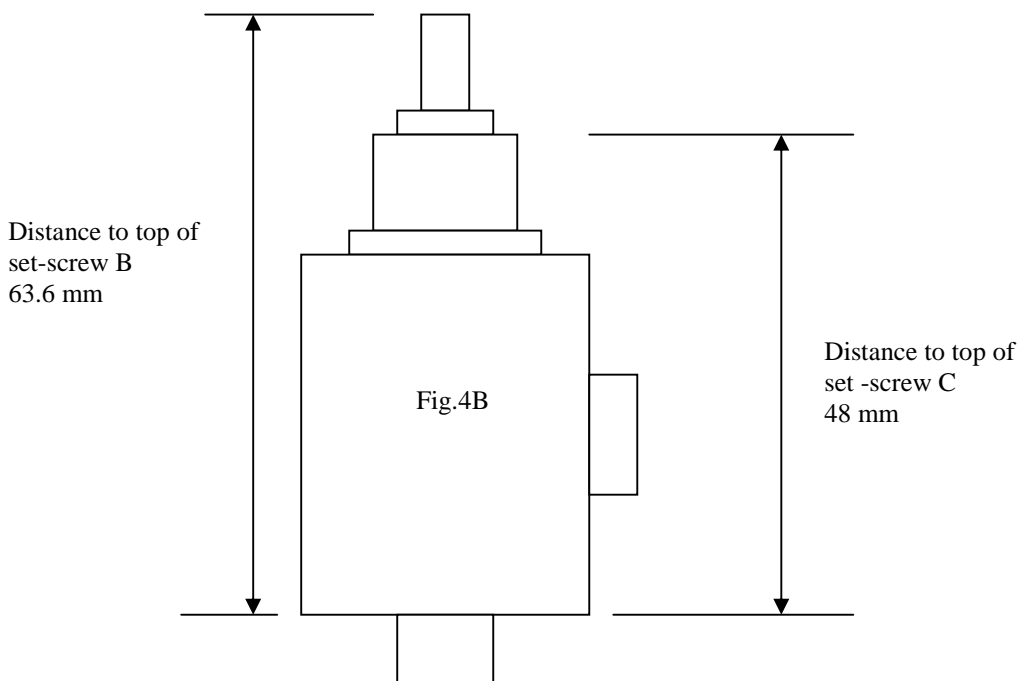 Distance to top of
set-screw B
63.6 mm
Fig.4B
Distance to top of
set -screw C
48 mm